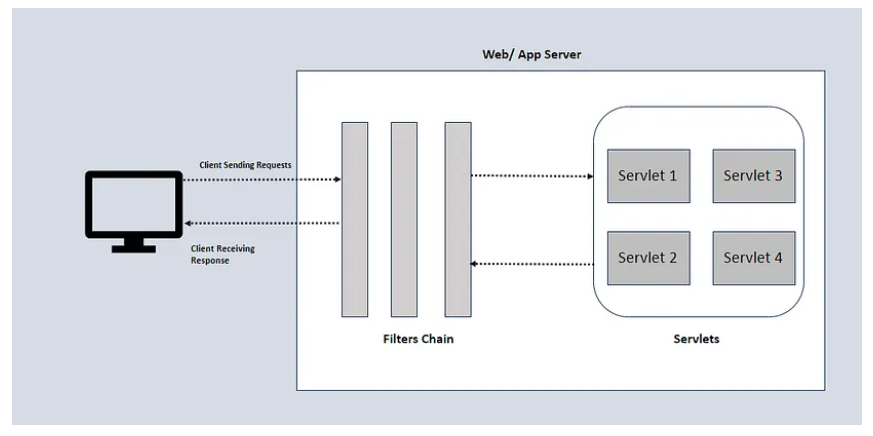 Web/ App Server
Client Sending Requests
Client Receiving
Response
Servlet 1
Servlet 3
Servlet 2
Servlet 4
Filters Chain
Servlets